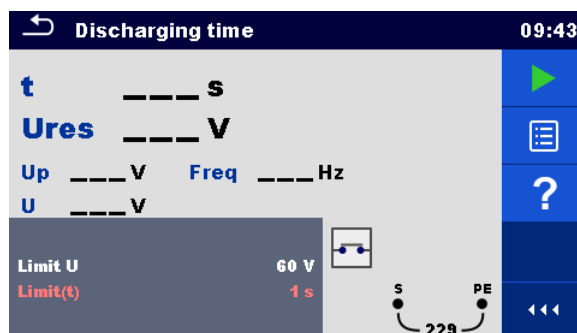 Discharging time 09:43
t ___ s
Ures ___ V
Up ___ V Freq ___ Hz
U ___ V
?
Limit U 60 V
Limit(t) 1 s
S PE
229